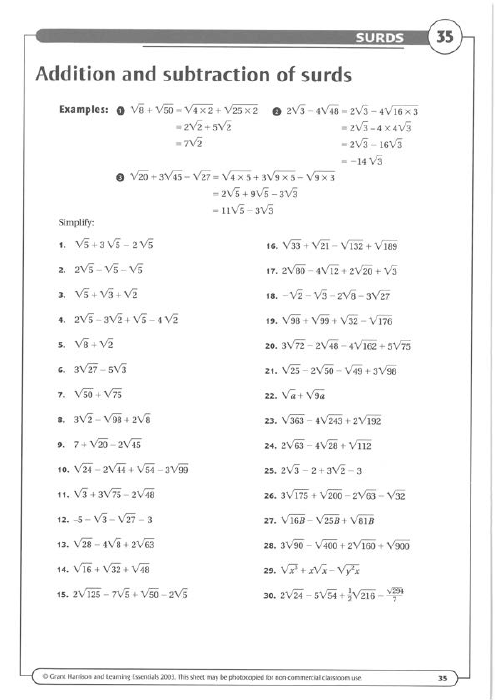 SURDS 35
Addition and subtraction of surds
Examples: 1 √8 + √50 = √4 × 2 + √25 × 2
= 2√2 + 5√2
= 7√2
2 2√3 − 4√48 = 2√3 − 4√16 × 3
= 2√3 − 4 × 4√3
= 2√3 − 16√3
= −14 √3
3 √20 + 3√45 − √27 = √4 × 5 + 3√9 × 5 − √9 × 3
= 2√5 + 9√5 − 3√3
= 11√5 − 3√3
Simplify:
1. √5 + 3√5 − 2√5
2. 2√5 − √5 − √5
3. √5 + √3 + √2
4. 2√5 − 3√2 + √5 − 4√2
5. √8 + √2
6. 3√27 − 5√3
7. √50 + √75
8. 3√2 − √98 + 2√8
9. 7 + √20 − 2√45
10. √24 − 2√44 + √54 − 3√99
11. √3 + 3√75 − 2√48
12. −5 − √3 − √27 − 3
13. √28 − 4√8 + 2√63
14. √16 + √32 + √48
15. 2√125 − 7√5 + √50 − 2√5
16. √33 + √21 − √132 + √189
17. 2√80 − 4√12 + 2√20 + √3
18. −√2 − √3 − 2√8 − 3√27
19. √98 + √99 + √32 − √176
20. 3√72 − 2√48 − 4√162 + 5√75
21. √25 − 2√50 − √49 + 3√98
22. √a + √9a
23. √363 − 4√243 + 2√192
24. 2√63 − 4√28 + √112
25. 2√3 − 2 + 3√2 − 3
26. 3√175 + √200 − 2√63 − √32
27. √16B − √25B + √81B
28. 3√90 − √400 + 2√160 + √900
29. √x³ + x√x − √y²x
30. 2√24 − 5√54 + ½√216 − √294/7
© Grant Harrison and Learning Essentials 2003. This sheet may be photocopied for non commercial classroom use. 35